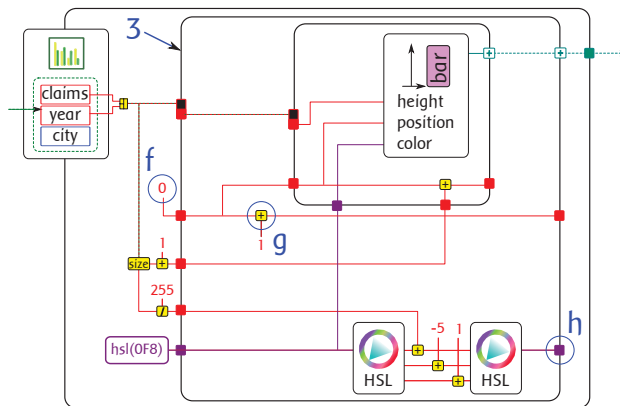 3
claims
year
city
bar
height
position
color
f
0
g
1
1
size
255
-5 1
hsl(0F8)
HSL
HSL
h